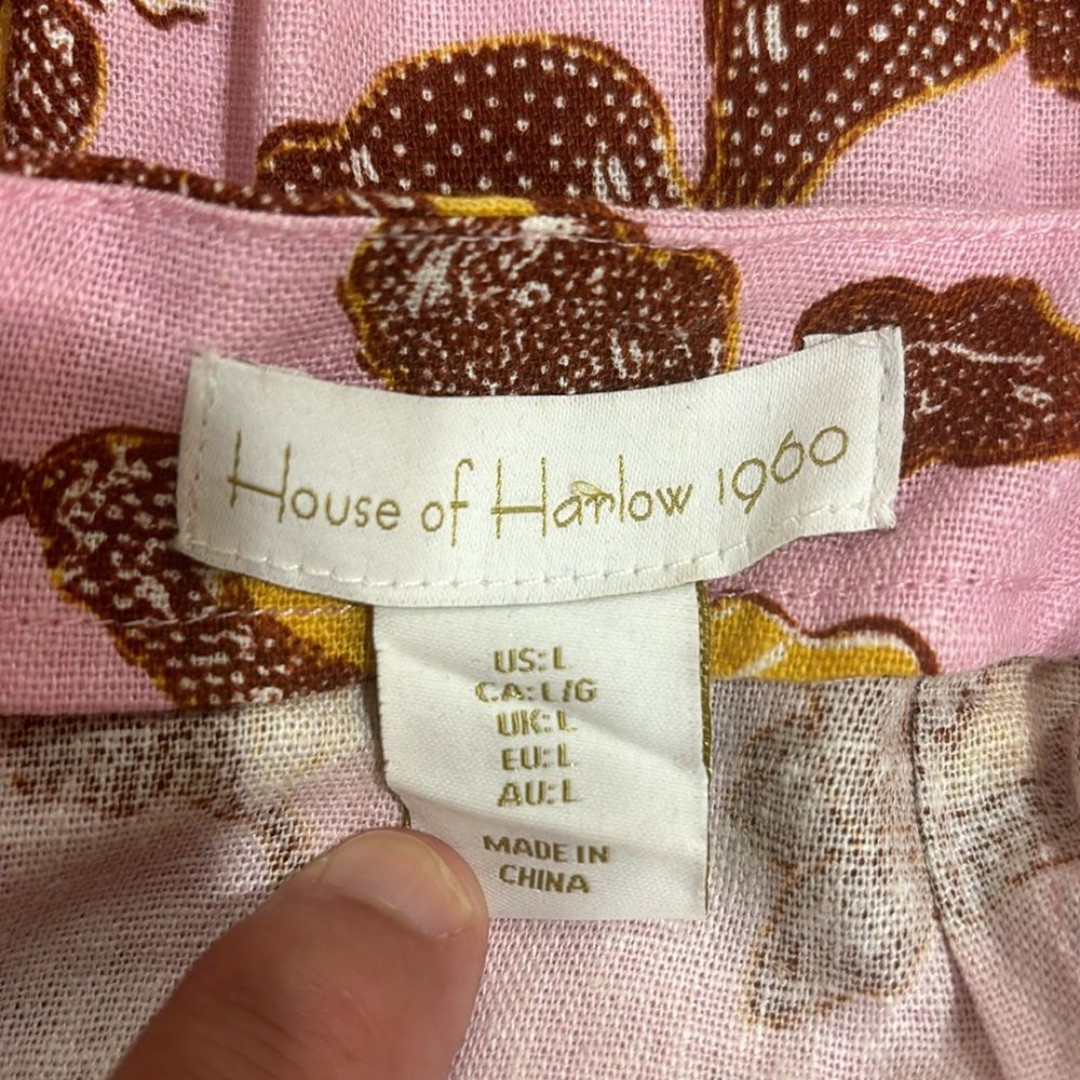 House of Harlow 1960
US: L
CA: L/G
UK: L
EU: L
AU: L
MADE IN
CHINA